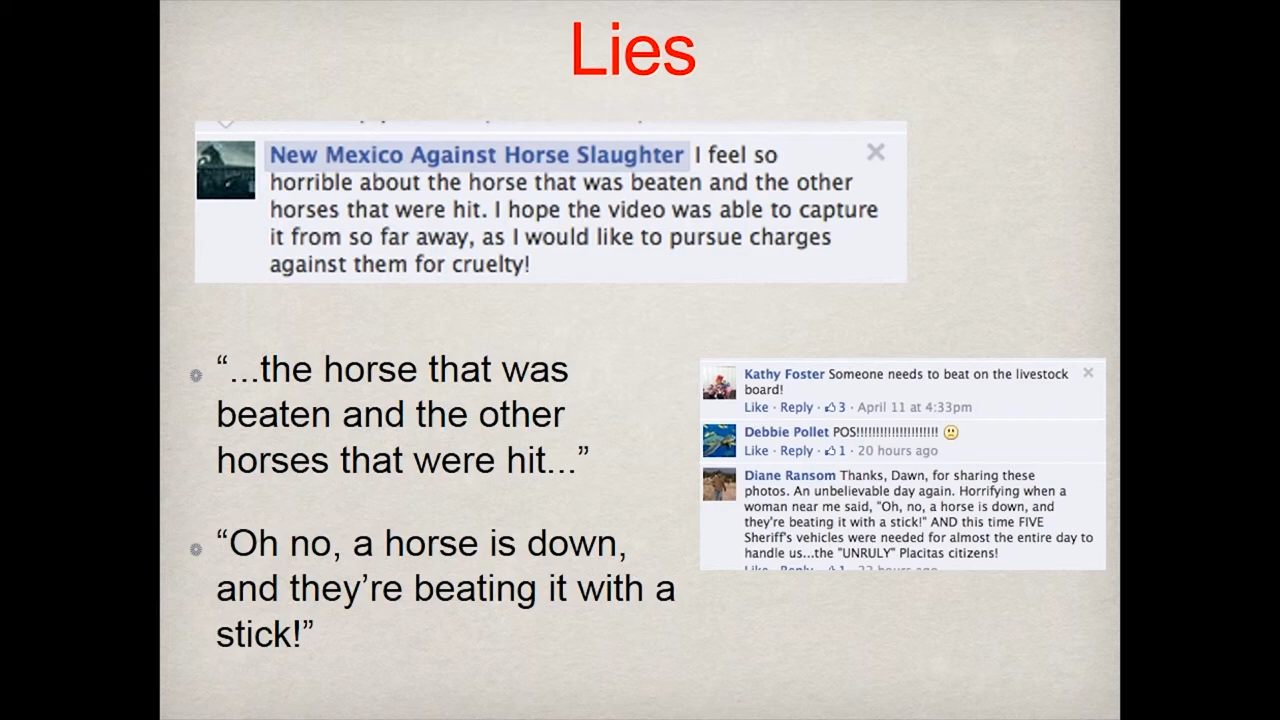 Lies
New Mexico Against Horse Slaughter I feel so
horrible about the horse that was beaten and the other
horses that were hit. I hope the video was able to capture
it from so far away, as I would like to pursue charges
against them for cruelty!
“...the horse that was
beaten and the other
horses that were hit...”
“Oh no, a horse is down,
and they’re beating it with a
stick!”
Kathy Foster Someone needs to beat on the livestock
board!
Like · Reply · 3 · April 11 at 4:33pm
Debbie Pollet POS!!!!!!!!!!!!!!!!!!!!!!
Like · Reply · 1 · 20 hours ago
Diane Ransom Thanks, Dawn, for sharing these
photos. An unbelievable day again. Horrifying when a
woman near me said, "Oh, no, a horse is down, and
they're beating it with a stick!" AND this time FIVE
Sheriff's vehicles were needed for almost the entire day to
handle us...the "UNRULY" Placitas citizens!
Like · Reply · 1 · 22 hours ago